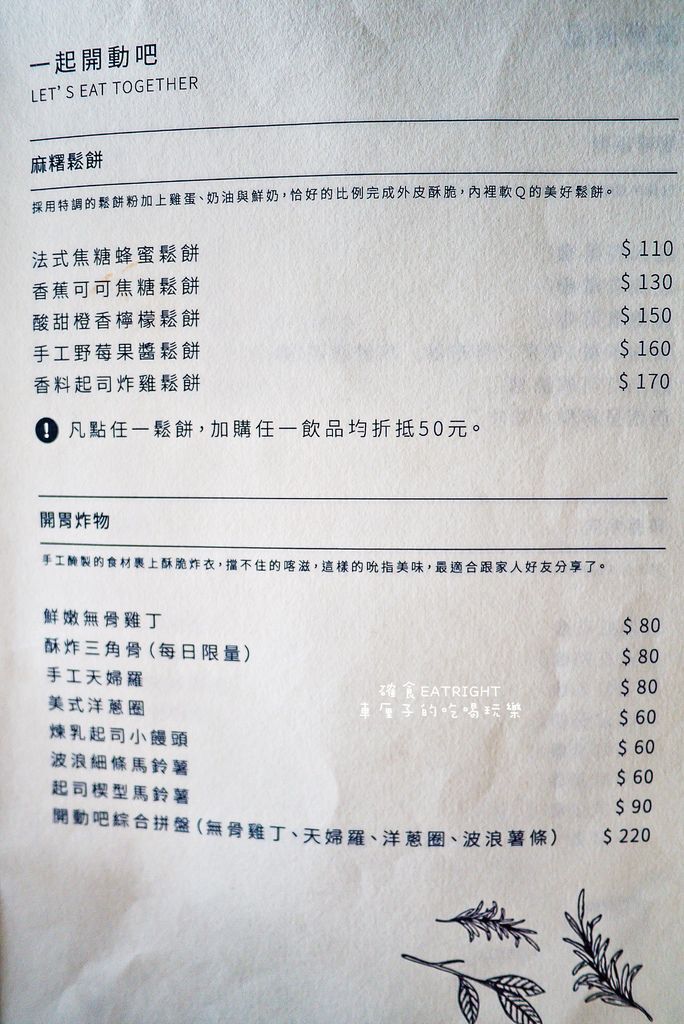 一起開動吧
LET'S EAT TOGETHER
麻糬鬆餅
採用特調的鬆餅粉加上雞蛋、奶油與鮮奶，恰好的比例完成外皮酥脆，內裡軟Q的美好鬆餅。
法式焦糖蜂蜜鬆餅 $ 110
香蕉可可焦糖鬆餅 $ 130
酸甜橙香檸檬鬆餅 $ 150
手工野莓果醬鬆餅 $ 160
香料起司炸雞鬆餅 $ 170
! 凡點任一鬆餅，加購任一飲品均折抵50元。
開胃炸物
手工醃製的食材裹上酥脆炸衣，擋不住的喀滋，這樣的吮指美味，最適合跟家人好友分享了。
鮮嫩無骨雞丁 $ 80
酥炸三角骨（每日限量） $ 80
手工天婦羅 $ 80
美式洋蔥圈 $ 60
煉乳起司小饅頭 $ 60
波浪細條馬鈴薯 $ 60
起司楔型馬鈴薯 $ 90
開動吧綜合拼盤（無骨雞丁、天婦羅、洋蔥圈、波浪薯條） $ 220
確食EATRIGHT
車厘子的吃喝玩樂